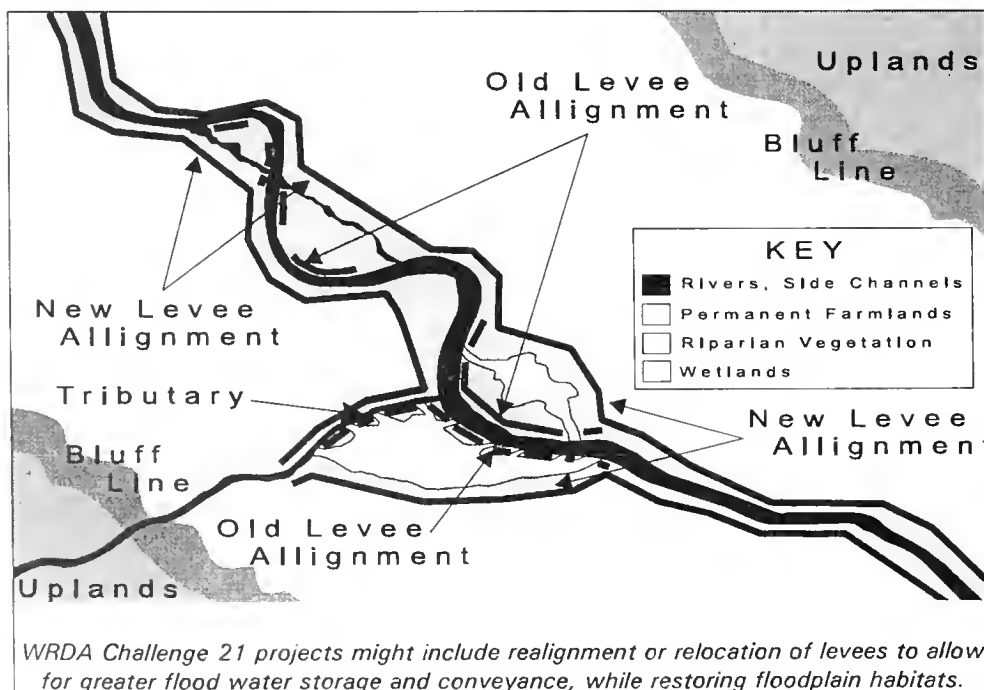 Uplands
Old Levee
Allignment
Bluff
Line
KEY
Rivers, Side Channels
Permanent Farmlands
Riparian Vegetation
Wetlands
New Levee
Allignment
Tributary
New Levee
Allignment
Bluff
Line
Old Levee
Allignment
Uplands
WRDA Challenge 21 projects might include realignment or relocation of levees to allow
for greater flood water storage and conveyance, while restoring floodplain habitats.